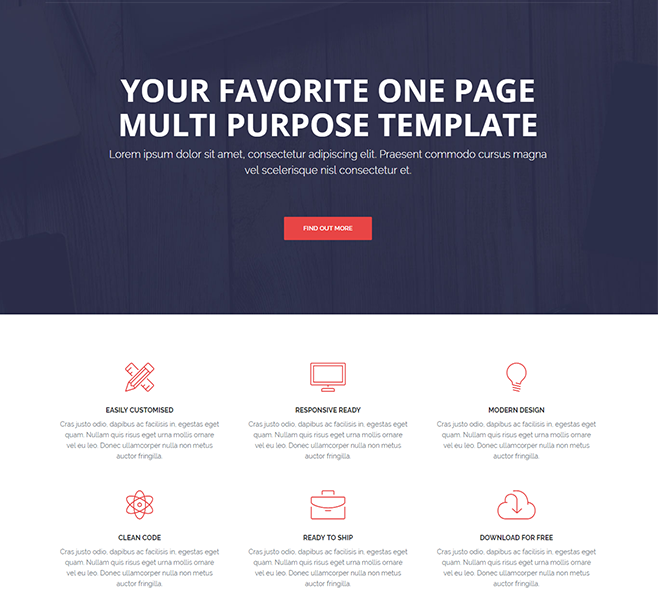 YOUR FAVORITE ONE PAGE
MULTI PURPOSE TEMPLATE
Lorem ipsum dolor sit amet, consectetur adipiscing elit. Praesent commodo cursus magna
vel scelerisque nisl consectetur et.
FIND OUT MORE
EASILY CUSTOMISED
Cras justo odio, dapibus ac facilisis in, egestas eget
quam. Nullam quis risus eget urna mollis ornare
vel eu leo. Donec ullamcorper nulla non metus
auctor fringilla.
RESPONSIVE READY
Cras justo odio, dapibus ac facilisis in, egestas eget
quam. Nullam quis risus eget urna mollis ornare
vel eu leo. Donec ullamcorper nulla non metus
auctor fringilla.
MODERN DESIGN
Cras justo odio, dapibus ac facilisis in, egestas eget
quam. Nullam quis risus eget urna mollis ornare
vel eu leo. Donec ullamcorper nulla non metus
auctor fringilla.
CLEAN CODE
Cras justo odio, dapibus ac facilisis in, egestas eget
quam. Nullam quis risus eget urna mollis ornare
vel eu leo. Donec ullamcorper nulla non metus
auctor fringilla.
READY TO SHIP
Cras justo odio, dapibus ac facilisis in, egestas eget
quam. Nullam quis risus eget urna mollis ornare
vel eu leo. Donec ullamcorper nulla non metus
auctor fringilla.
DOWNLOAD FOR FREE
Cras justo odio, dapibus ac facilisis in, egestas eget
quam. Nullam quis risus eget urna mollis ornare
vel eu leo. Donec ullamcorper nulla non metus
auctor fringilla.